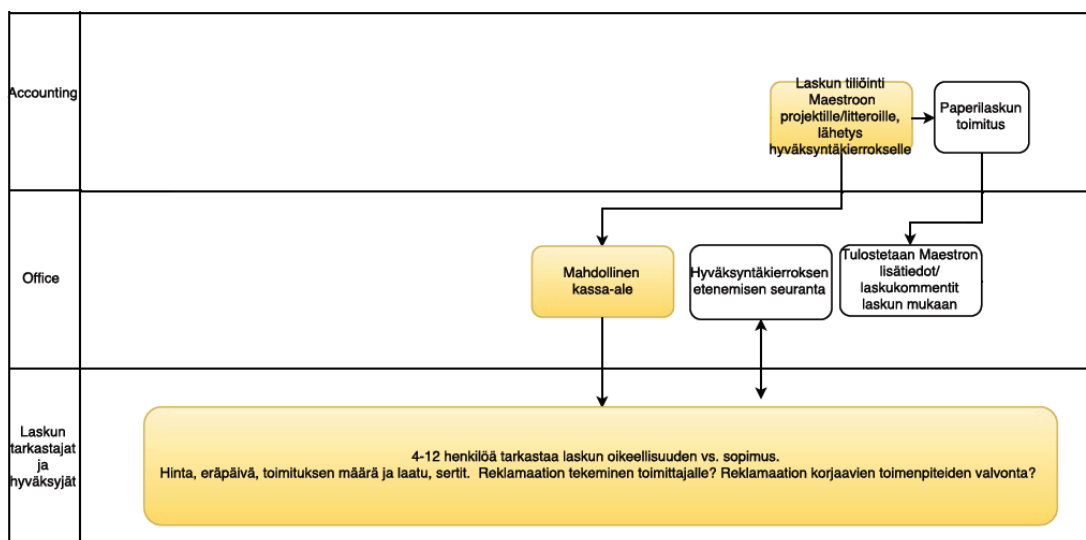 Accounting
Laskun tiliöinti
Maestroon
projektille/litteroille,
lähetys
hyväksyntäkierrokselle
Paperilaskun
toimitus
Office
Mahdollinen
kassa-ale
Hyväksyntäkierroksen
etenemisen seuranta
Tulostetaan Maestron
lisätiedot/
laskukommentit
laskun mukaan
Laskun
tarkastajat
ja
hyväksyjät
4-12 henkilöä tarkastaa laskun oikeellisuuden vs. sopimus.
Hinta, eräpäivä, toimituksen määrä ja laatu, sertit. Reklamaation tekeminen toimittajalle? Reklamaation korjaavien toimenpiteiden valvonta?